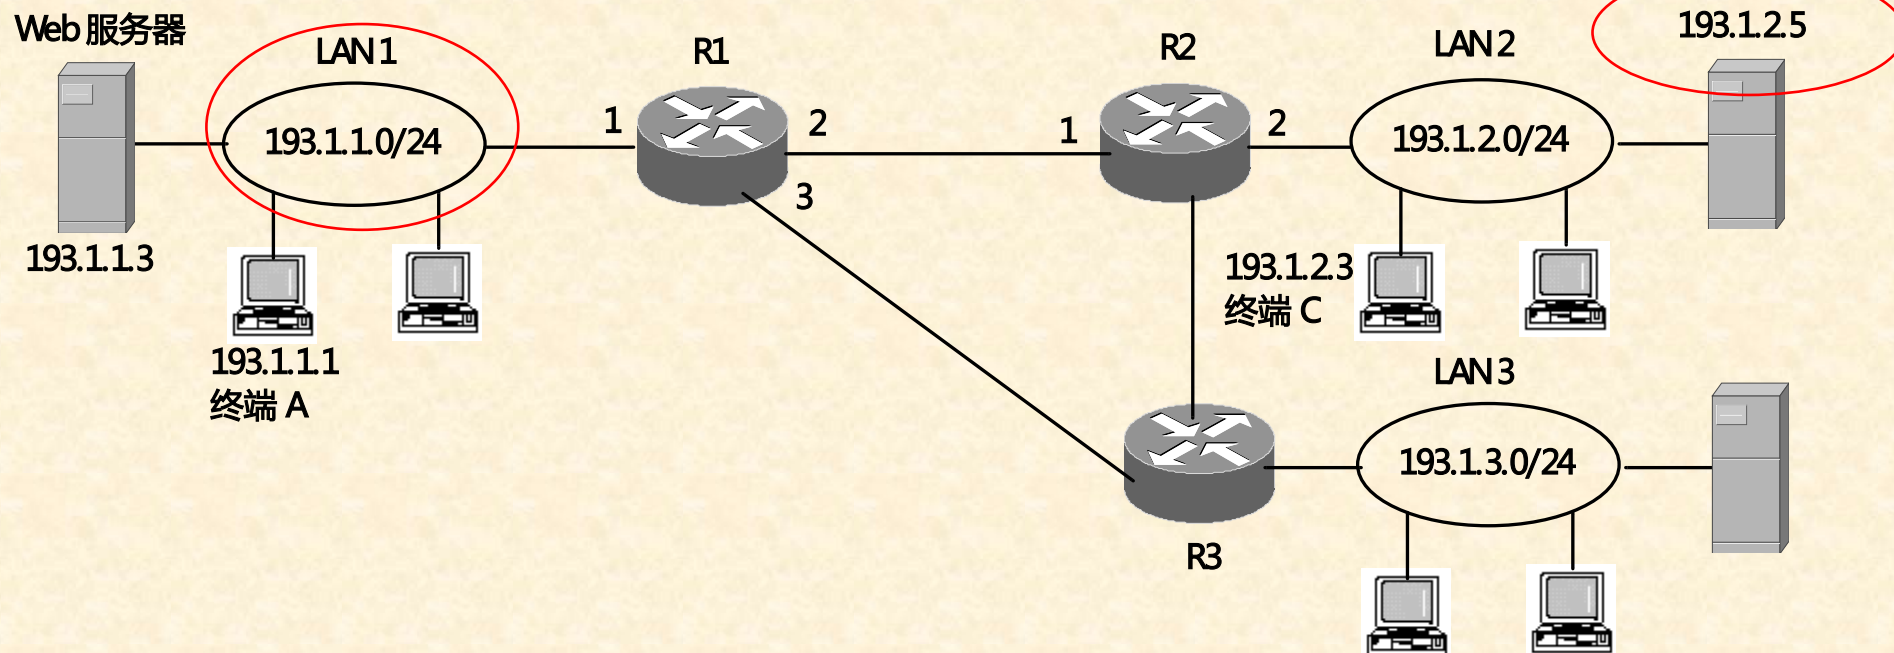 Web 服务器
LAN 1
R1
R2
LAN 2
193.1.2.5
193.1.1.0/24
1
2
3
1
2
193.1.2.0/24
193.1.1.3
193.1.1.1
终端 A
193.1.2.3
终端 C
LAN 3
193.1.3.0/24
R3